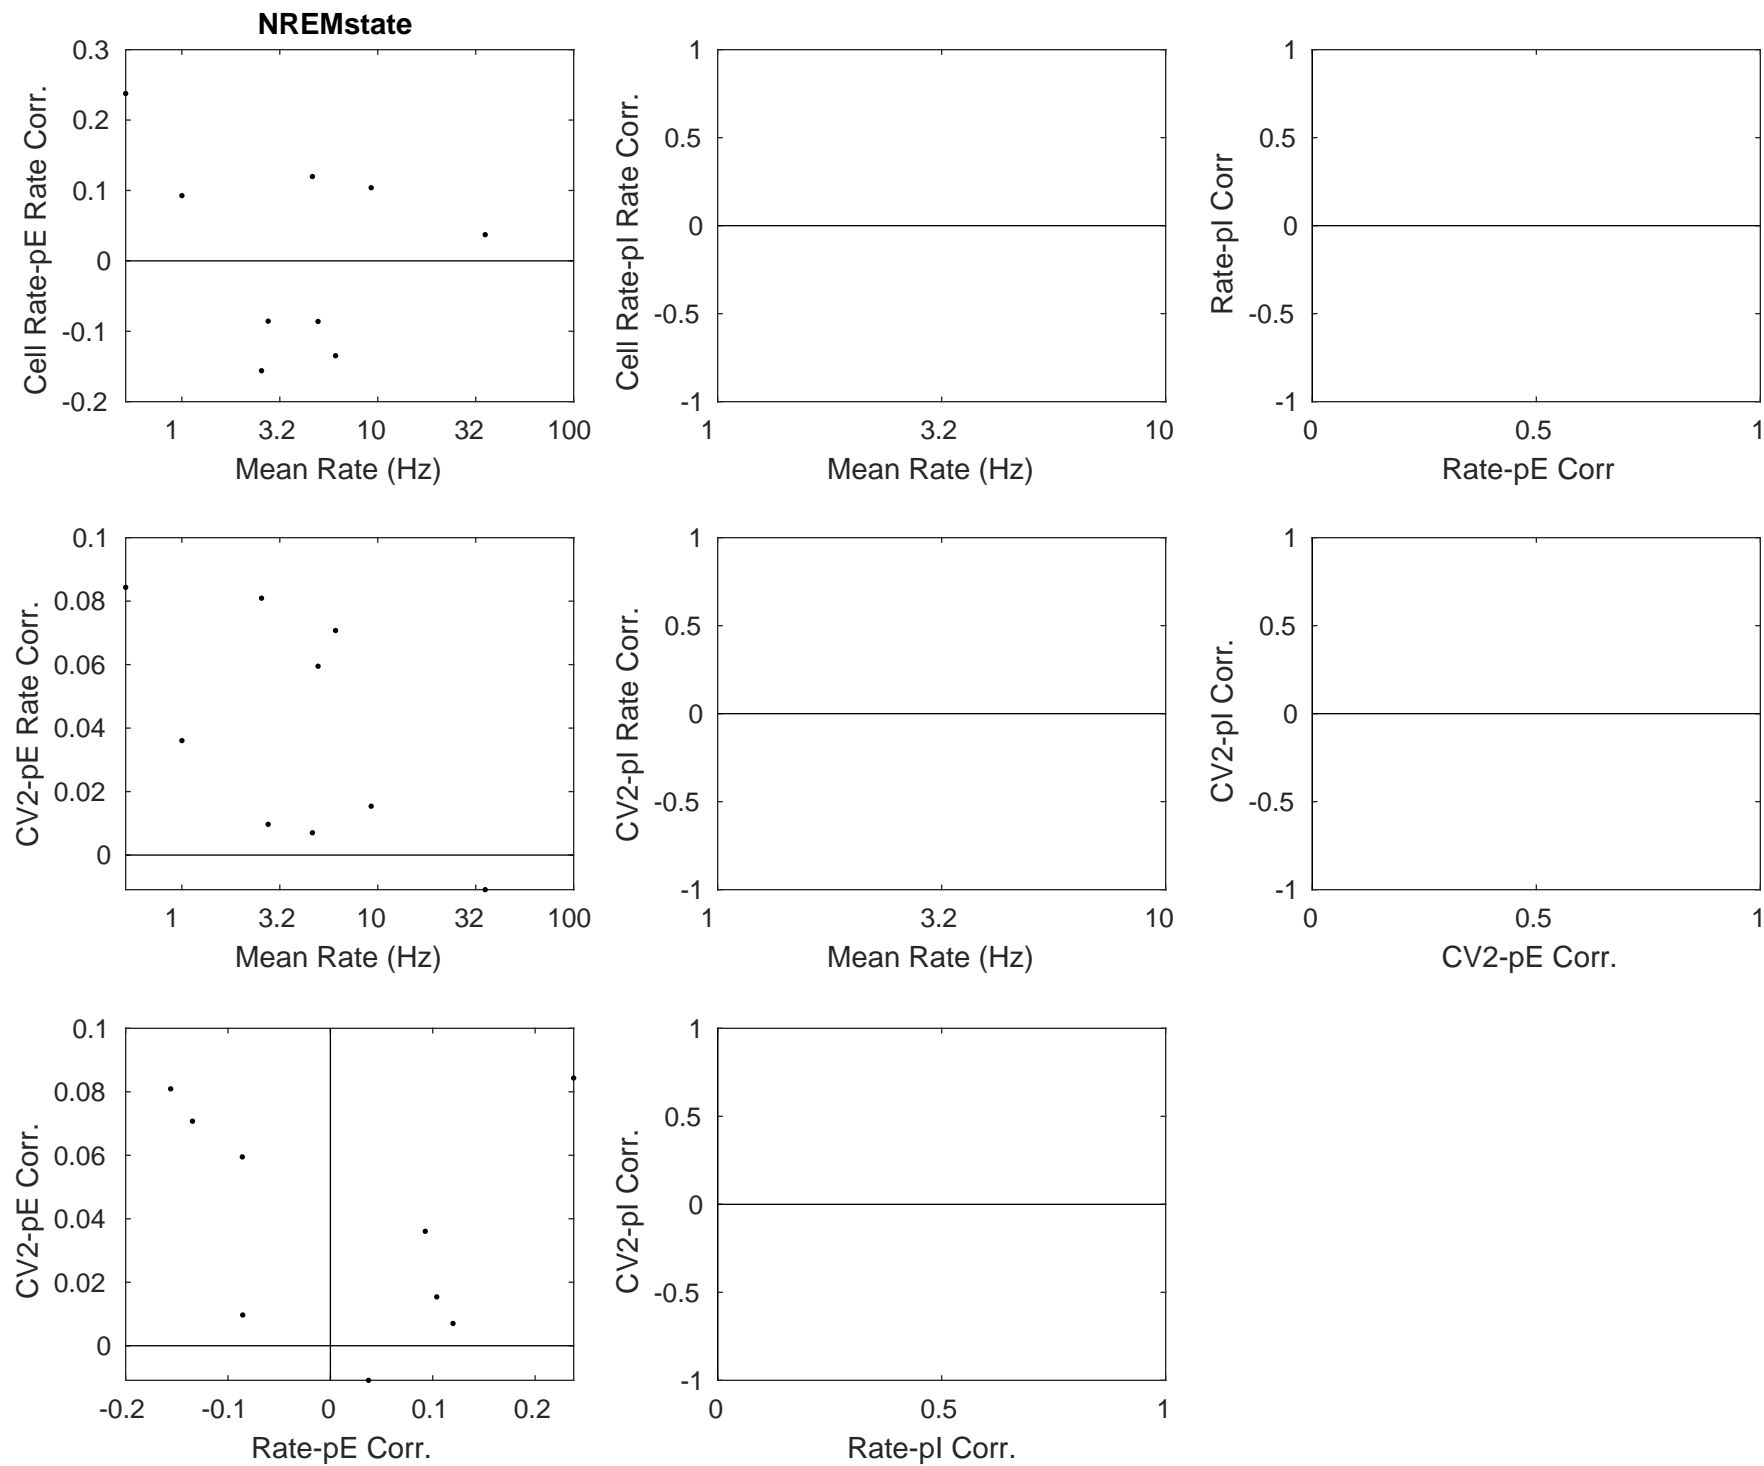 NREMstate
0.3
0.2
0.1
0
-0.1
-0.2
Cell Rate-pE Rate Corr.
1 3.2 10 32 100
Mean Rate (Hz)
1
0.5
0
-0.5
-1
Cell Rate-pI Rate Corr.
1 3.2 10
Mean Rate (Hz)
1
0.5
0
-0.5
-1
Rate-pI Corr
0 0.5 1
Rate-pE Corr
0.1
0.08
0.06
0.04
0.02
0
CV2-pE Rate Corr.
1 3.2 10 32 100
Mean Rate (Hz)
1
0.5
0
-0.5
-1
CV2-pI Rate Corr.
1 3.2 10
Mean Rate (Hz)
1
0.5
0
-0.5
-1
CV2-pI Corr.
0 0.5 1
CV2-pE Corr.
0.1
0.08
0.06
0.04
0.02
0
CV2-pE Corr.
-0.2 -0.1 0 0.1 0.2
Rate-pE Corr.
1
0.5
0
-0.5
-1
CV2-pI Corr.
0 0.5 1
Rate-pI Corr.